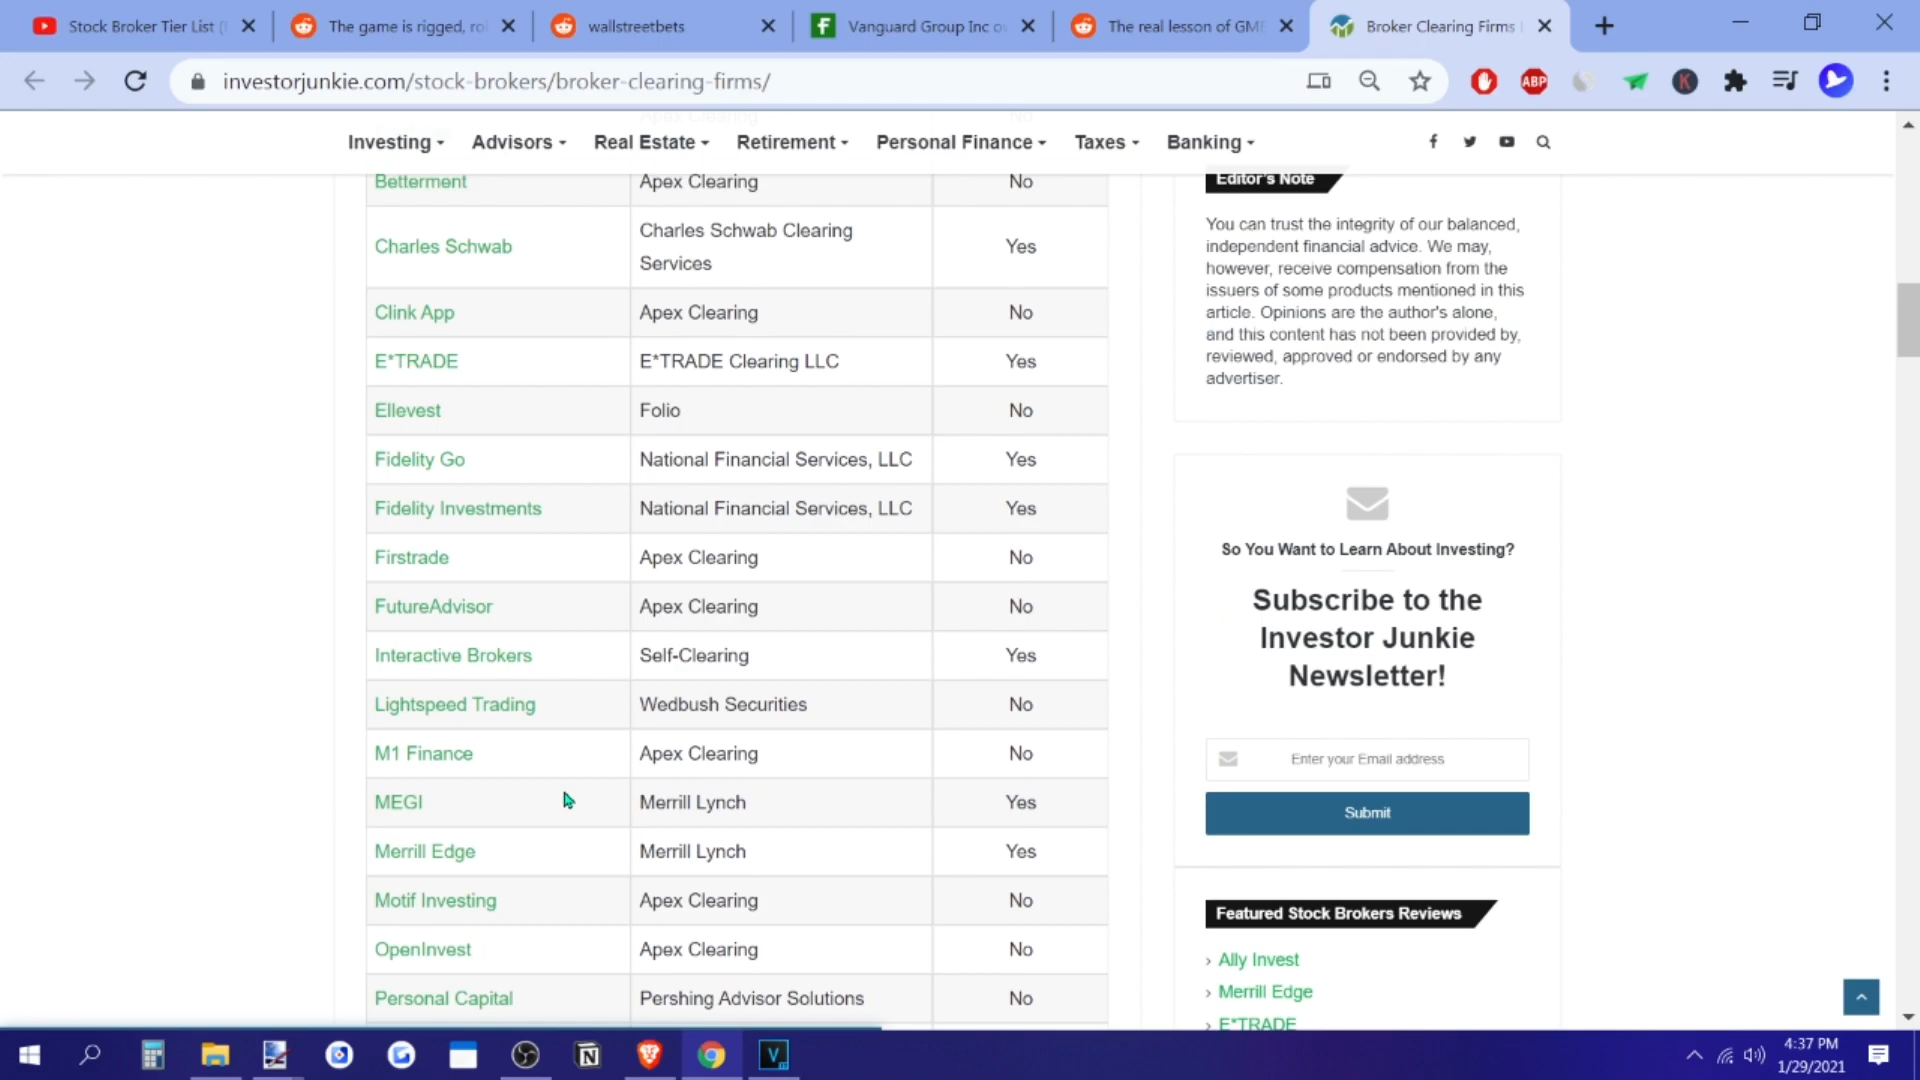 Stock Broker Tier List (
The game is rigged, ro
wallstreetbets
Vanguard Group Inc o
The real lesson of GME
Broker Clearing Firms
investorjunkie.com/stock-brokers/broker-clearing-firms/
ABP
K
Apex Clearing No
Investing Advisors Real Estate Retirement Personal Finance Taxes Banking
Betterment Apex Clearing No
Charles Schwab Charles Schwab Clearing Yes
Services
Clink App Apex Clearing No
E*TRADE E*TRADE Clearing LLC Yes
Ellevest Folio No
Fidelity Go National Financial Services, LLC Yes
Fidelity Investments National Financial Services, LLC Yes
Firstrade Apex Clearing No
FutureAdvisor Apex Clearing No
Interactive Brokers Self-Clearing Yes
Lightspeed Trading Wedbush Securities No
M1 Finance Apex Clearing No
MEGI Merrill Lynch Yes
Merrill Edge Merrill Lynch Yes
Motif Investing Apex Clearing No
OpenInvest Apex Clearing No
Personal Capital Pershing Advisor Solutions No
Editor's Note
You can trust the integrity of our balanced,
independent financial advice. We may,
however, receive compensation from the
issuers of some products mentioned in this
article. Opinions are the author's alone,
and this content has not been provided by,
reviewed, approved or endorsed by any
advertiser.
So You Want to Learn About Investing?
Subscribe to the
Investor Junkie
Newsletter!
Enter your Email address
Submit
Featured Stock Brokers Reviews
› Ally Invest
› Merrill Edge
› E*TRADE
4:37 PM
1/29/2021